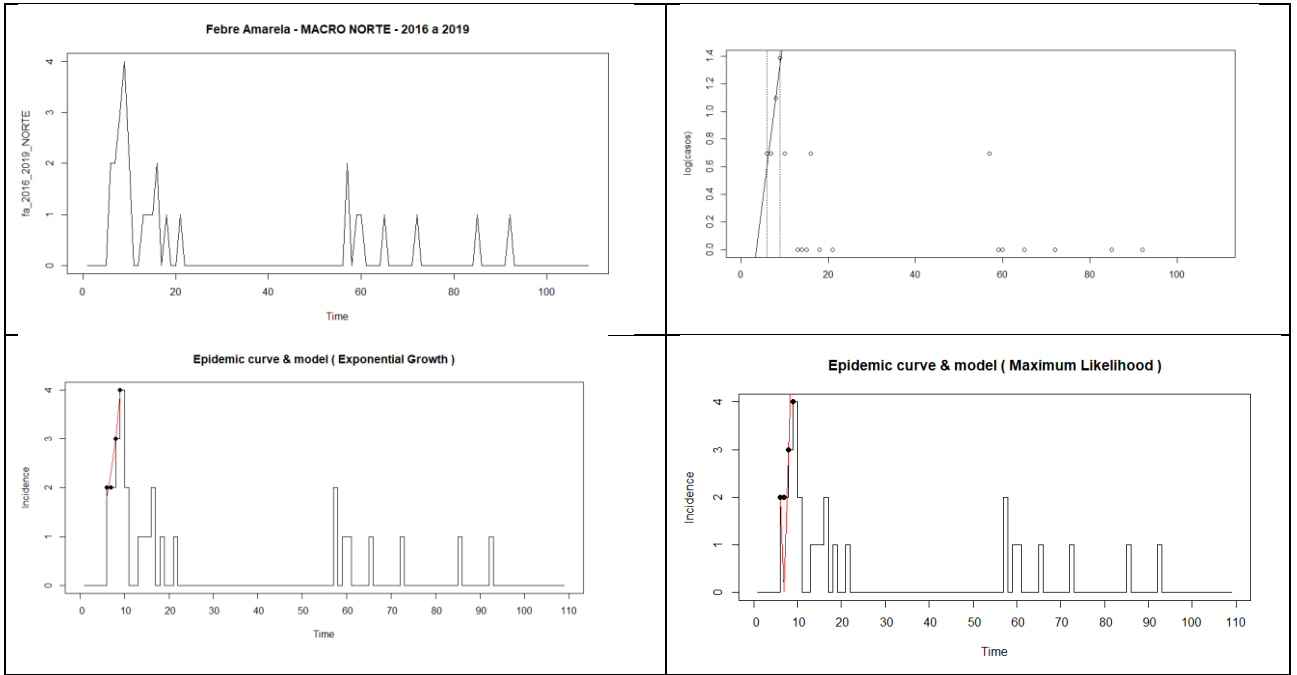 Febre Amarela - MACRO NORTE - 2016 a 2019
fa_2016_2019_NORTE
4
3
2
1
0
0 20 40 60 80 100
Time
log(casos)
1.4
1.2
1.0
0.8
0.6
0.4
0.2
0.0
0 20 40 60 80 100
Epidemic curve & model ( Exponential Growth )
Incidence
4
3
2
1
0
0 10 20 30 40 50 60 70 80 90 100 110
Time
Epidemic curve & model ( Maximum Likelihood )
Incidence
4
3
2
1
0
0 10 20 30 40 50 60 70 80 90 100 110
Time